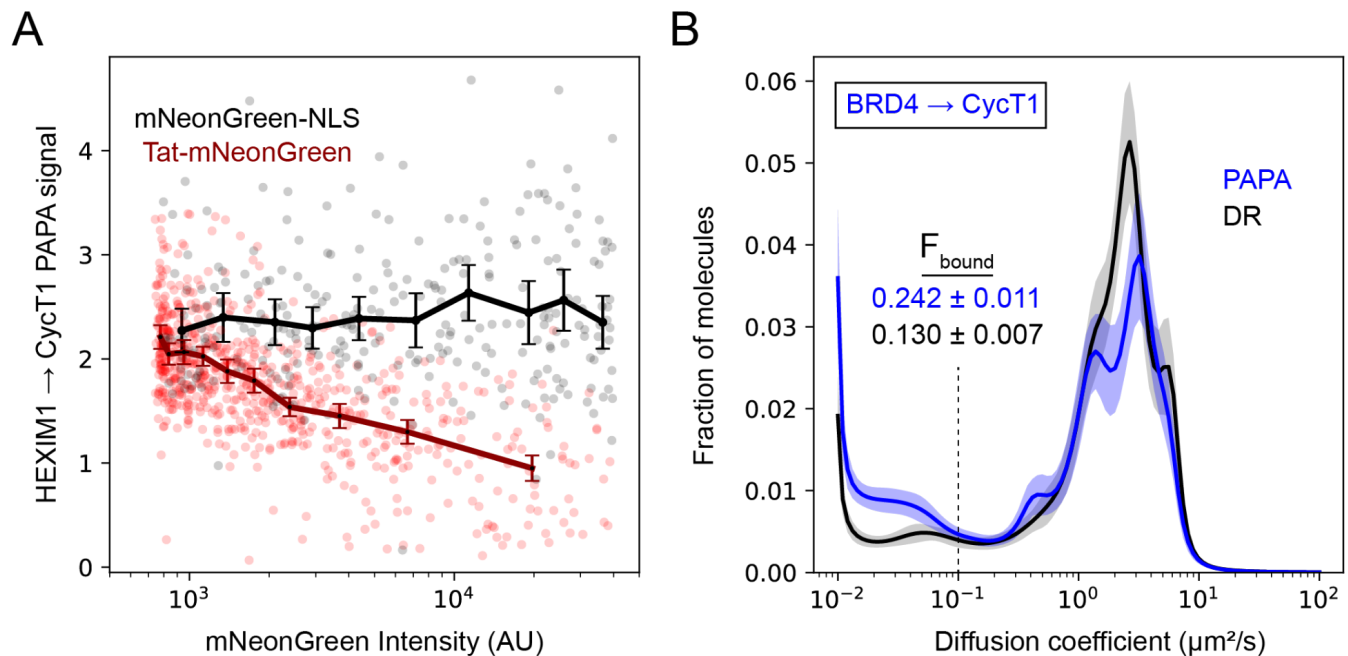 A
HEXIM1 → CycT1 PAPA signal
4
3
2
1
0
mNeonGreen-NLS
Tat-mNeonGreen
10³
10⁴
mNeonGreen Intensity (AU)
B
Fraction of molecules
0.06
0.05
0.04
0.03
0.02
0.01
0.00
BRD4 → CycT1
PAPA
DR
F_bound
0.242 ± 0.011
0.130 ± 0.007
10⁻²
10⁻¹
10⁰
10¹
10²
Diffusion coefficient (µm²/s)